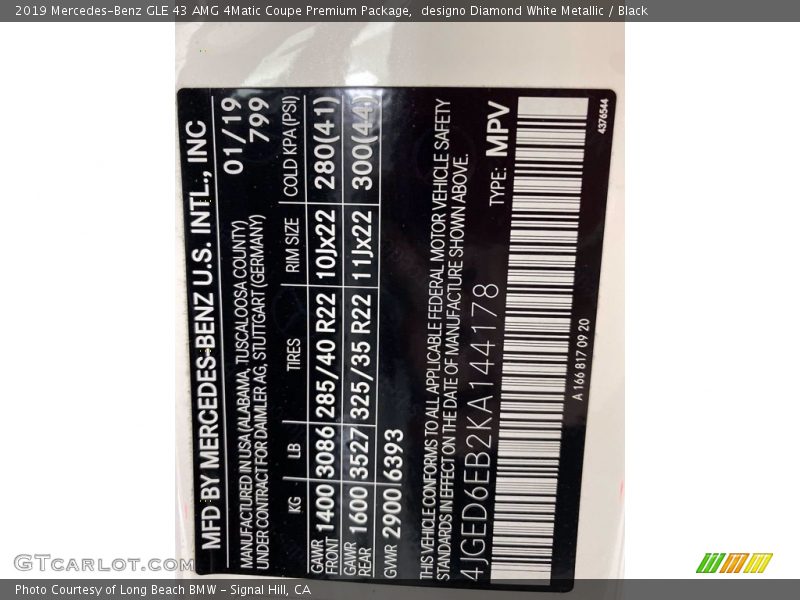 2019 Mercedes-Benz GLE 43 AMG 4Matic Coupe Premium Package,  designo Diamond White Metallic / Black
MFD BY MERCEDES-BENZ U.S. INTL., INC
MANUFACTURED IN USA (ALABAMA, TUSCALOOSA COUNTY) 01/19
UNDER CONTRACT FOR DAIMLER AG, STUTTGART (GERMANY) 799
KG LB TIRES RIM SIZE COLD KPA (PSI)
GAWR FRONT 1400 3086 285/40 R22 10Jx22 280(41)
GAWR REAR 1600 3527 325/35 R22 11Jx22 300(44)
GVWR 2900 6393
THIS VEHICLE CONFORMS TO ALL APPLICABLE FEDERAL MOTOR VEHICLE SAFETY
STANDARDS IN EFFECT ON THE DATE OF MANUFACTURE SHOWN ABOVE.
4JGED6EB2KA144178 TYPE: MPV
A 166 817 09 20
4376544
GTcarlot.com
Photo Courtesy of Long Beach BMW - Signal Hill, CA